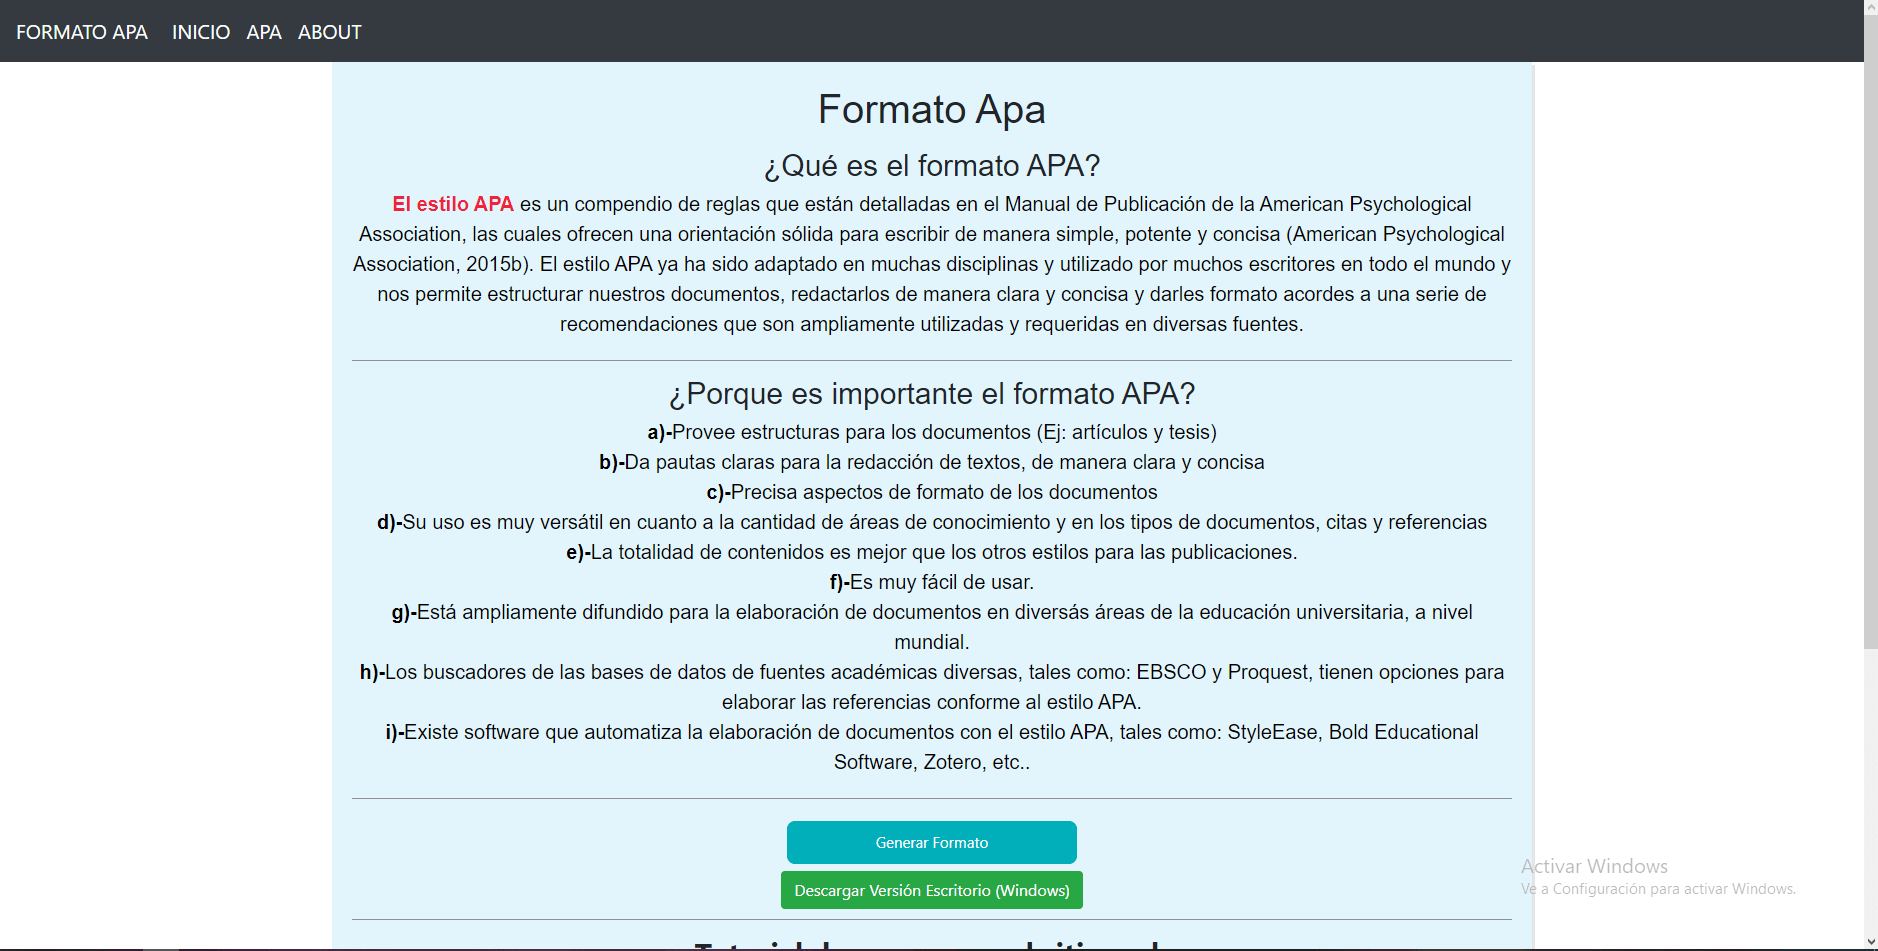 FORMATO APA INICIO APA ABOUT
Formato Apa
¿Qué es el formato APA?
El estilo APA es un compendio de reglas que están detalladas en el Manual de Publicación de la American Psychological
Association, las cuales ofrecen una orientación sólida para escribir de manera simple, potente y concisa (American Psychological
Association, 2015b). El estilo APA ya ha sido adaptado en muchas disciplinas y utilizado por muchos escritores en todo el mundo y
nos permite estructurar nuestros documentos, redactarlos de manera clara y concisa y darles formato acordes a una serie de
recomendaciones que son ampliamente utilizadas y requeridas en diversas fuentes.
¿Porque es importante el formato APA?
a)-Provee estructuras para los documentos (Ej: artículos y tesis)
b)-Da pautas claras para la redacción de textos, de manera clara y concisa
c)-Precisa aspectos de formato de los documentos
d)-Su uso es muy versátil en cuanto a la cantidad de áreas de conocimiento y en los tipos de documentos, citas y referencias
e)-La totalidad de contenidos es mejor que los otros estilos para las publicaciones.
f)-Es muy fácil de usar.
g)-Está ampliamente difundido para la elaboración de documentos en diversás áreas de la educación universitaria, a nivel
mundial.
h)-Los buscadores de las bases de datos de fuentes académicas diversas, tales como: EBSCO y Proquest, tienen opciones para
elaborar las referencias conforme al estilo APA.
i)-Existe software que automatiza la elaboración de documentos con el estilo APA, tales como: StyleEase, Bold Educational
Software, Zotero, etc..
Generar Formato
Descargar Versión Escritorio (Windows)
Activar Windows
Ve a Configuración para activar Windows.